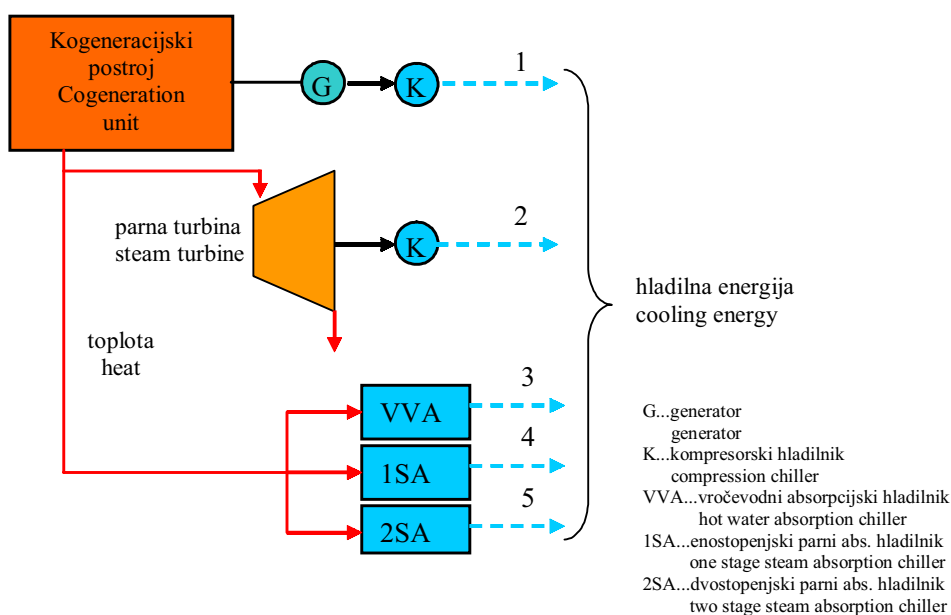 Kogeneracijski
postroj
Cogeneration
unit
G
K
1
parna turbina
steam turbine
K
2
hladilna energija
cooling energy
toplota
heat
VVA
3
1SA
4
2SA
5
G...generator
generator
K...kompresorski hladilnik
compression chiller
VVA...vročevodni absorpcijski hladilnik
hot water absorption chiller
1SA...enostopenjski parni abs. hladilnik
one stage steam absorption chiller
2SA...dvostopenjski parni abs. hladilnik
two stage steam absorption chiller